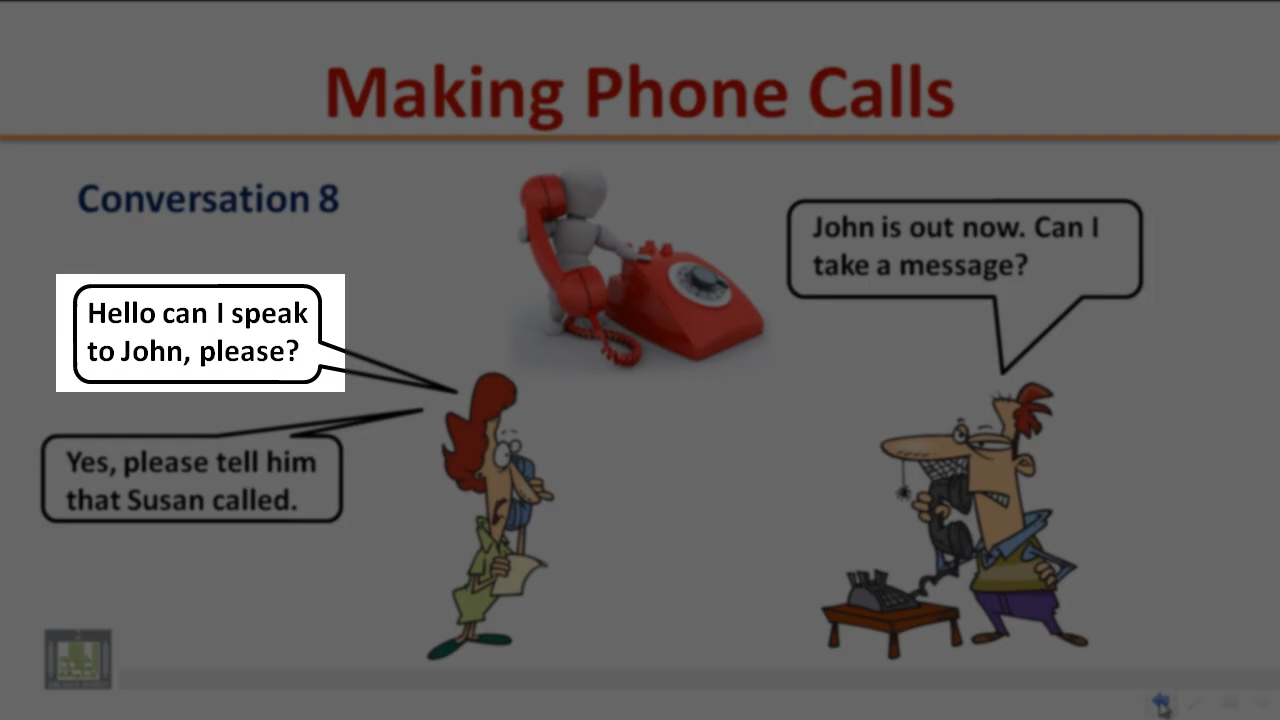 Making Phone Calls
Conversation 8
Hello can I speak
to John, please?
John is out now. Can I
take a message?
Yes, please tell him
that Susan called.